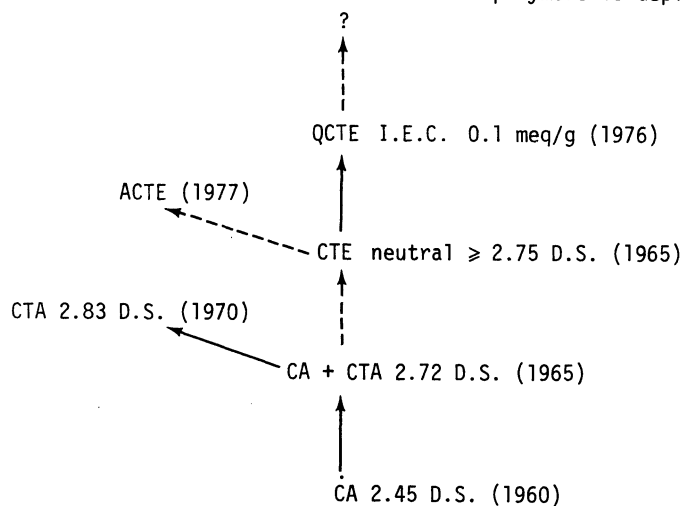 ?
QCTE I.E.C. 0.1 meq/g (1976)
ACTE (1977)
CTE neutral ⩾ 2.75 D.S. (1965)
CTA 2.83 D.S. (1970)
CA + CTA 2.72 D.S. (1965)
CA 2.45 D.S. (1960)